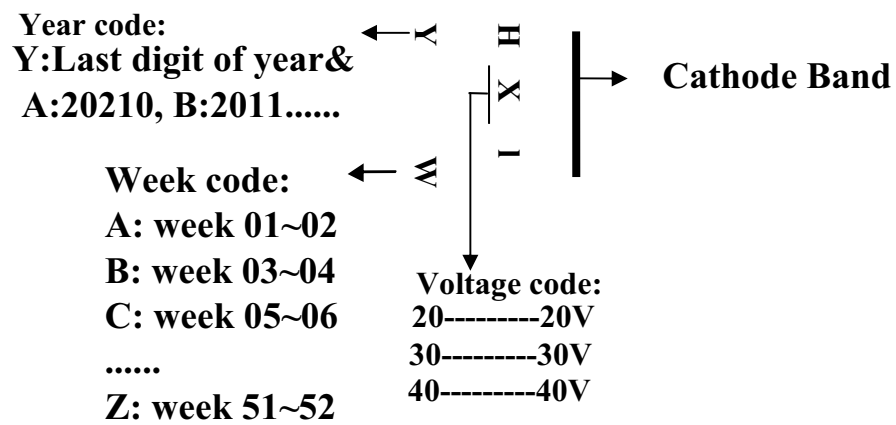 Year code:
Y:Last digit of year&
A:20210, B:2011......
Y
W
H X I
Cathode Band
Week code:
A: week 01~02
B: week 03~04
C: week 05~06
......
Z: week 51~52
Voltage code:
20---------20V
30---------30V
40---------40V